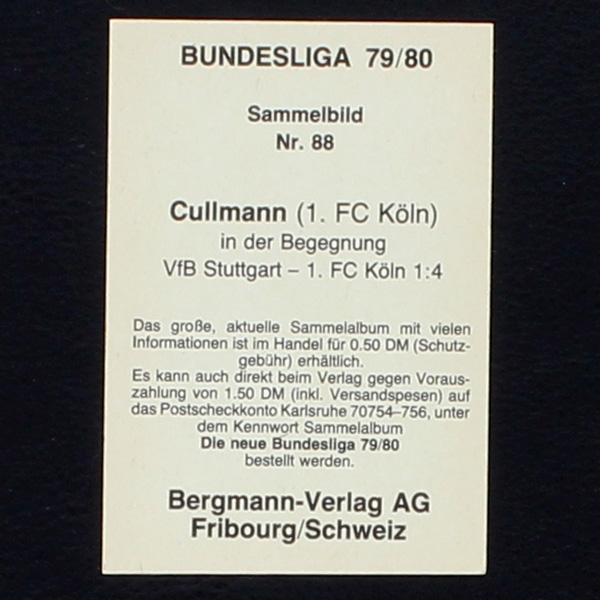 BUNDESLIGA 79/80
Sammelbild
Nr. 88
Cullmann (1. FC Köln)
in der Begegnung
VfB Stuttgart – 1. FC Köln 1:4
Das große, aktuelle Sammelalbum mit vielen
Informationen ist im Handel für 0.50 DM (Schutz-
gebühr) erhältlich.
Es kann auch direkt beim Verlag gegen Voraus-
zahlung von 1.50 DM (inkl. Versandspesen) auf
das Postscheckkonto Karlsruhe 70754–756, unter
dem Kennwort Sammelalbum
Die neue Bundesliga 79/80
bestellt werden.
Bergmann-Verlag AG
Fribourg/Schweiz